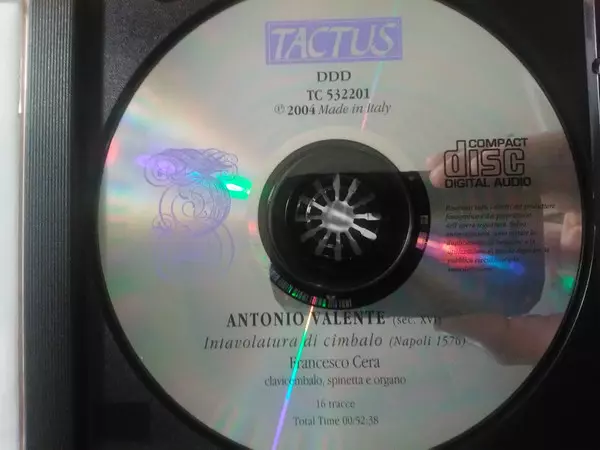 TACTUS
DDD
TC 532201
℗ 2004 Made in Italy
COMPACT
disc
DIGITAL AUDIO
ANTONIO VALENTE (sec. XVI)
Intavolatura di cimbalo (Napoli 1576)
Francesco Cera
clavicembalo, spinetta e organo
16 tracce
Total Time 00:52:38